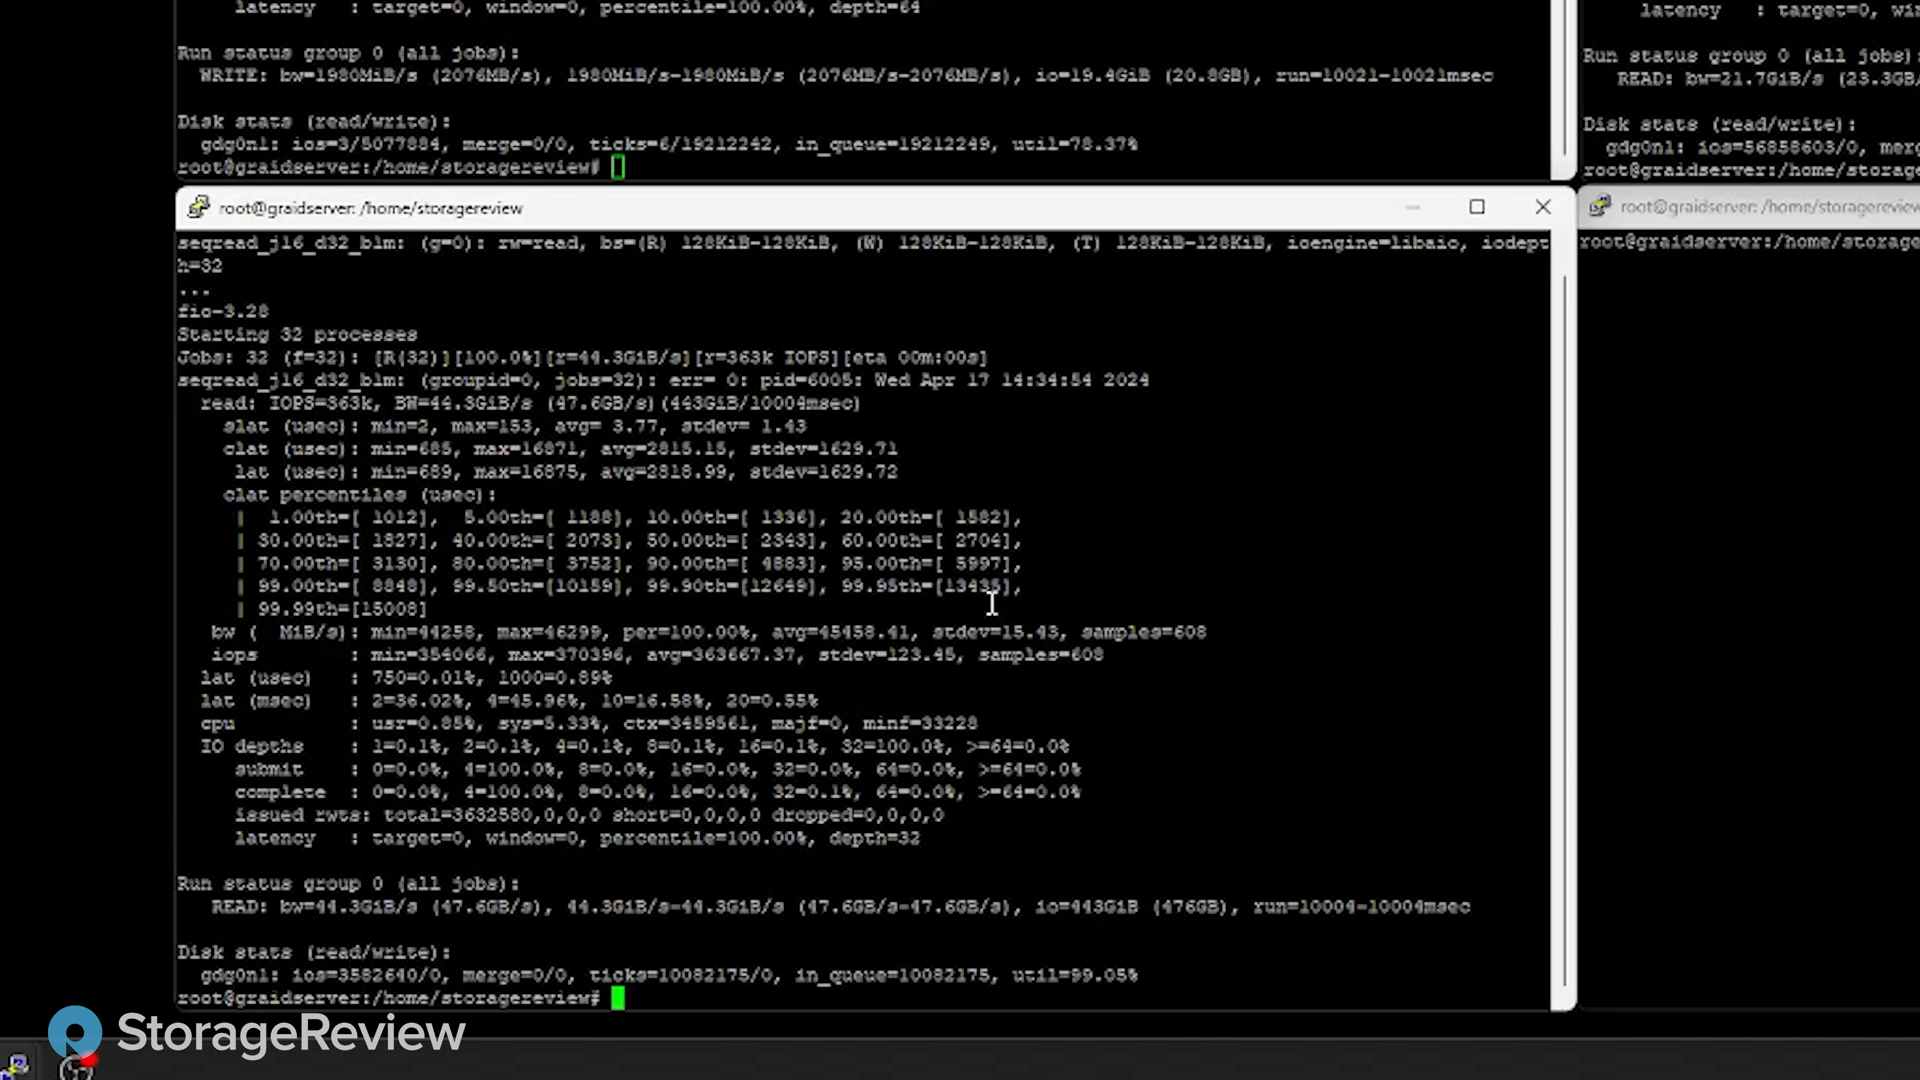 latency : target=0, window=0, percentile=100.00%, depth=64
Run status group 0 (all jobs):
WRITE: bw=1980MiB/s (2076MB/s), 1980MiB/s-1980MiB/s (2076MB/s-2076MB/s), io=19.4GiB (20.8GB), run=10021-10021msec
Disk stats (read/write):
gdg0n1: ios=3/5077884, merge=0/0, ticks=6/19212242, in_queue=19212249, util=78.37%
root@graidserver:/home/storagereview#
latency : target=0, wi
Run status group 0 (all jobs):
READ: bw=21.7GiB/s (23.3GB/
Disk stats (read/write):
gdg0n1: ios=56858603/0, merg
root@graidserver:/home/storage
root@graidserver: /home/storagereview
seqread_j16_d32_blm: (g=0): rw=read, bs=(R) 128KiB-128KiB, (W) 128KiB-128KiB, (T) 128KiB-128KiB, ioengine=libaio, iodept
h=32
...
fio-3.28
Starting 32 processes
Jobs: 32 (f=32): [R(32)][100.0%][r=44.3GiB/s][r=363k IOPS][eta 00m:00s]
seqread_j16_d32_blm: (groupid=0, jobs=32): err= 0: pid=6005: Wed Apr 17 14:34:54 2024
read: IOPS=363k, BW=44.3GiB/s (47.6GB/s)(443GiB/10004msec)
slat (usec): min=2, max=153, avg= 3.77, stdev= 1.43
clat (usec): min=685, max=16871, avg=2815.15, stdev=1629.71
lat (usec): min=689, max=16875, avg=2818.99, stdev=1629.72
clat percentiles (usec):
| 1.00th=[ 1012], 5.00th=[ 1188], 10.00th=[ 1336], 20.00th=[ 1582],
| 30.00th=[ 1827], 40.00th=[ 2073], 50.00th=[ 2343], 60.00th=[ 2704],
| 70.00th=[ 3130], 80.00th=[ 3752], 90.00th=[ 4883], 95.00th=[ 5997],
| 99.00th=[ 8848], 99.50th=[10159], 99.90th=[12649], 99.95th=[13435],
| 99.99th=[15008]
bw ( MiB/s): min=44258, max=46299, per=100.00%, avg=45458.41, stdev=15.43, samples=608
iops : min=354066, max=370396, avg=363667.37, stdev=123.45, samples=608
lat (usec) : 750=0.01%, 1000=0.89%
lat (msec) : 2=36.02%, 4=45.96%, 10=16.58%, 20=0.55%
cpu : usr=0.85%, sys=5.33%, ctx=3459561, majf=0, minf=33228
IO depths : 1=0.1%, 2=0.1%, 4=0.1%, 8=0.1%, 16=0.1%, 32=100.0%, >=64=0.0%
submit : 0=0.0%, 4=100.0%, 8=0.0%, 16=0.0%, 32=0.0%, 64=0.0%, >=64=0.0%
complete : 0=0.0%, 4=100.0%, 8=0.0%, 16=0.0%, 32=0.1%, 64=0.0%, >=64=0.0%
issued rwts: total=3632580,0,0,0 short=0,0,0,0 dropped=0,0,0,0
latency : target=0, window=0, percentile=100.00%, depth=32
Run status group 0 (all jobs):
READ: bw=44.3GiB/s (47.6GB/s), 44.3GiB/s-44.3GiB/s (47.6GB/s-47.6GB/s), io=443GiB (476GB), run=10004-10004msec
Disk stats (read/write):
gdg0n1: ios=3582640/0, merge=0/0, ticks=10082175/0, in_queue=10082175, util=99.05%
root@graidserver:/home/storagereview#
root@graidserver: /home/storagereview
root@graidserver:/home/storage
StorageReview